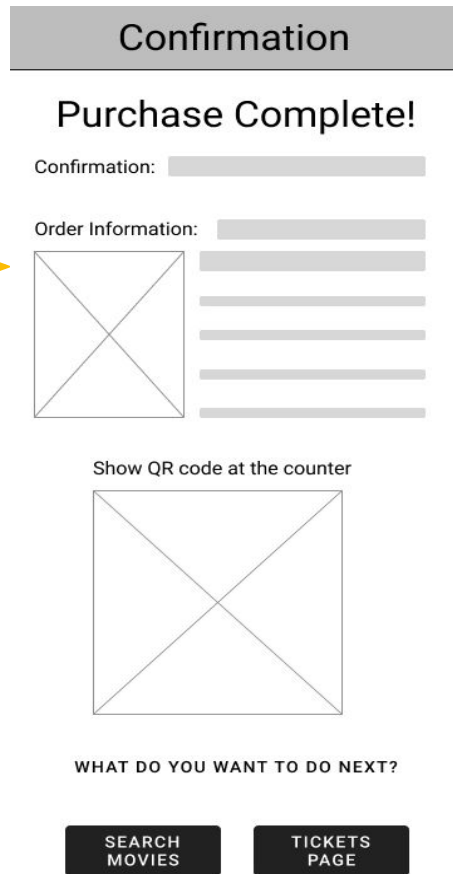 Confirmation
Purchase Complete!
Confirmation:
Order Information:
Show QR code at the counter
WHAT DO YOU WANT TO DO NEXT?
SEARCH
MOVIES
TICKETS
PAGE